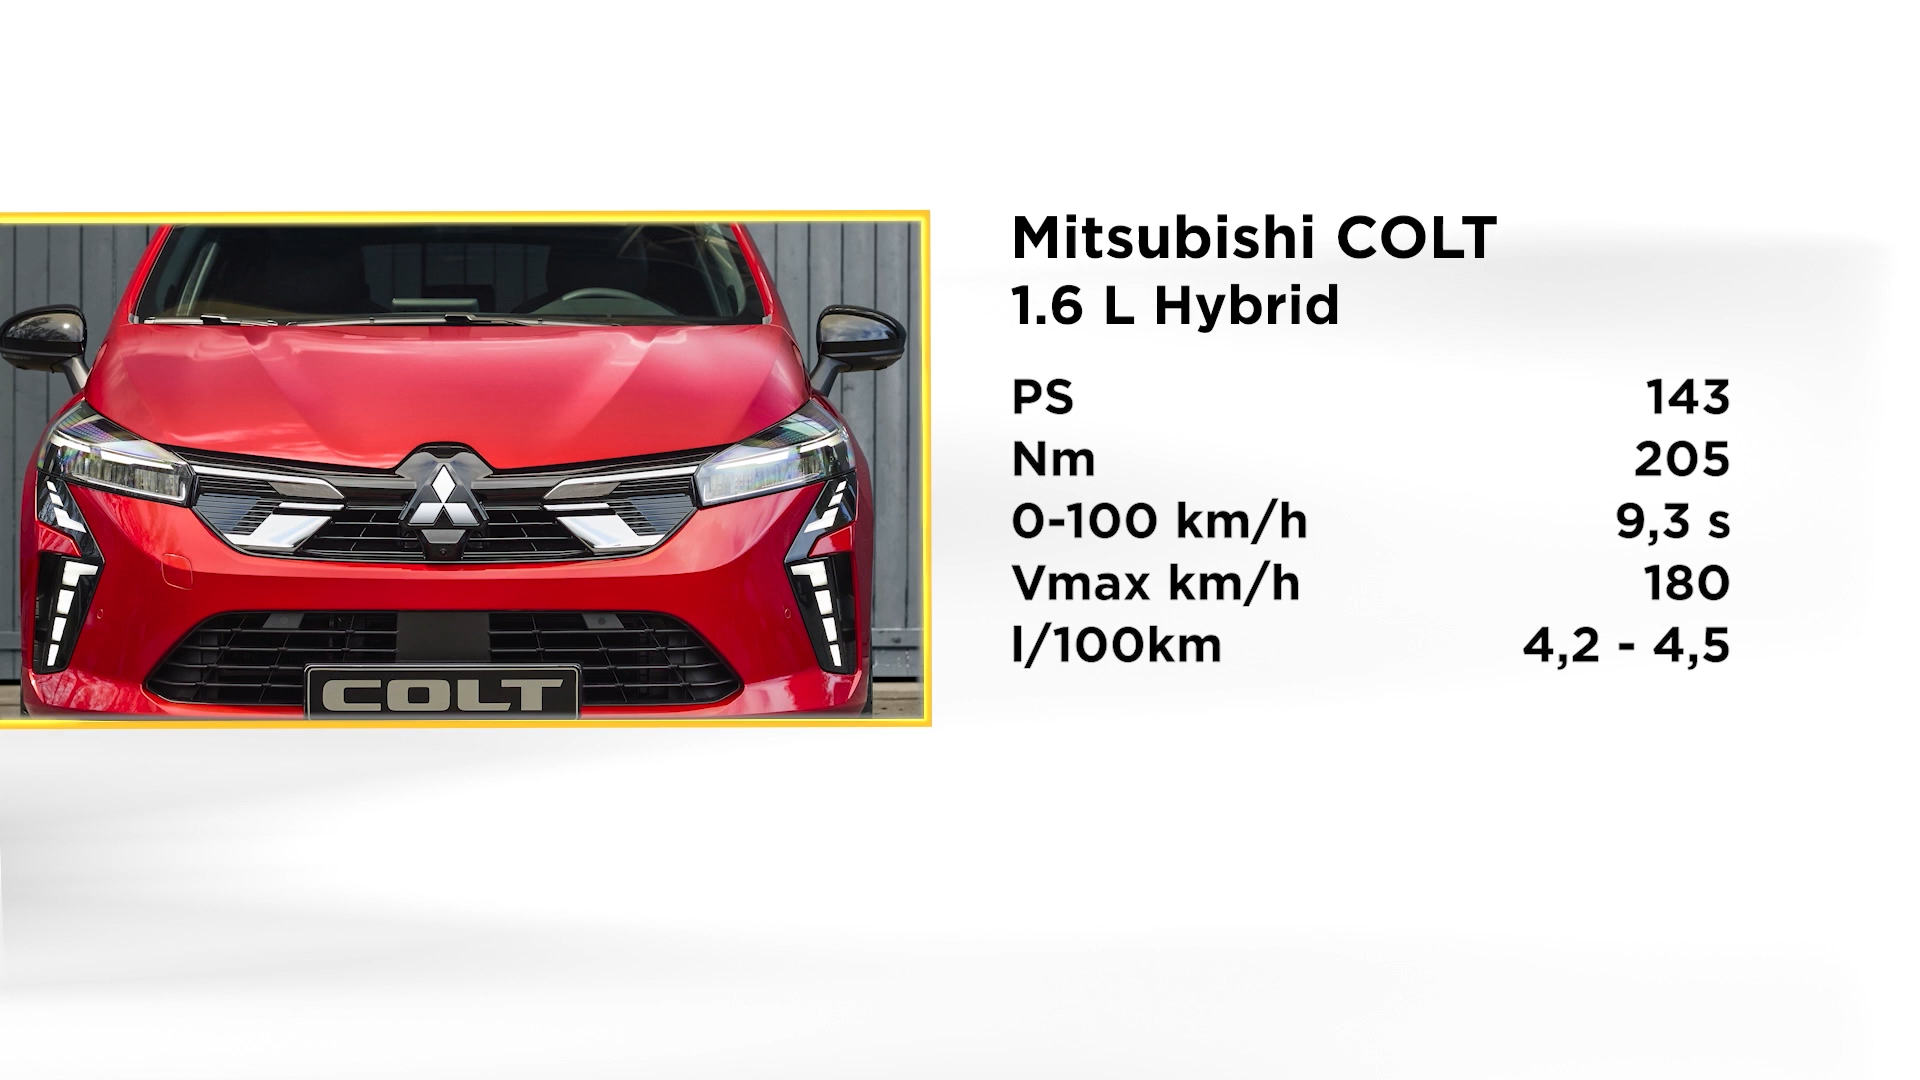 Mitsubishi COLT
1.6 L Hybrid
PS 143
Nm 205
0-100 km/h 9,3 s
Vmax km/h 180
l/100km 4,2 - 4,5
COLT